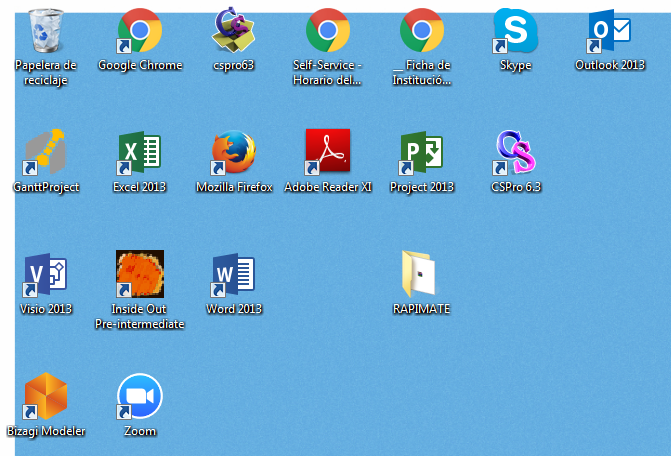 Papelera de
reciclaje
Google Chrome
cspro63
Self-Service -
Horario del...
__ Ficha de
Institució...
Skype
Outlook 2013
GanttProject
Excel 2013
Mozilla Firefox
Adobe Reader XI
Project 2013
CSPro 6.3
Visio 2013
Inside Out
Pre-intermediate
Word 2013
RAPIMATE
Bizagi Modeler
Zoom